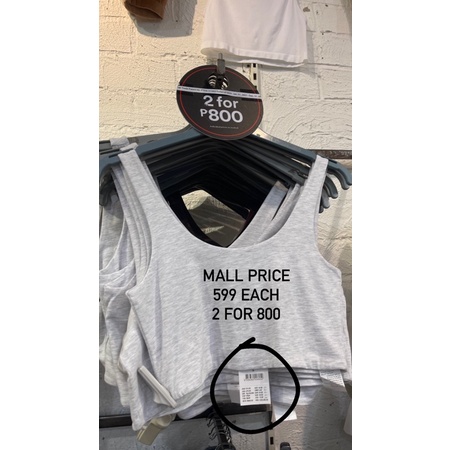 2 for
₱800
MALL PRICE
599 EACH
2 FOR 800